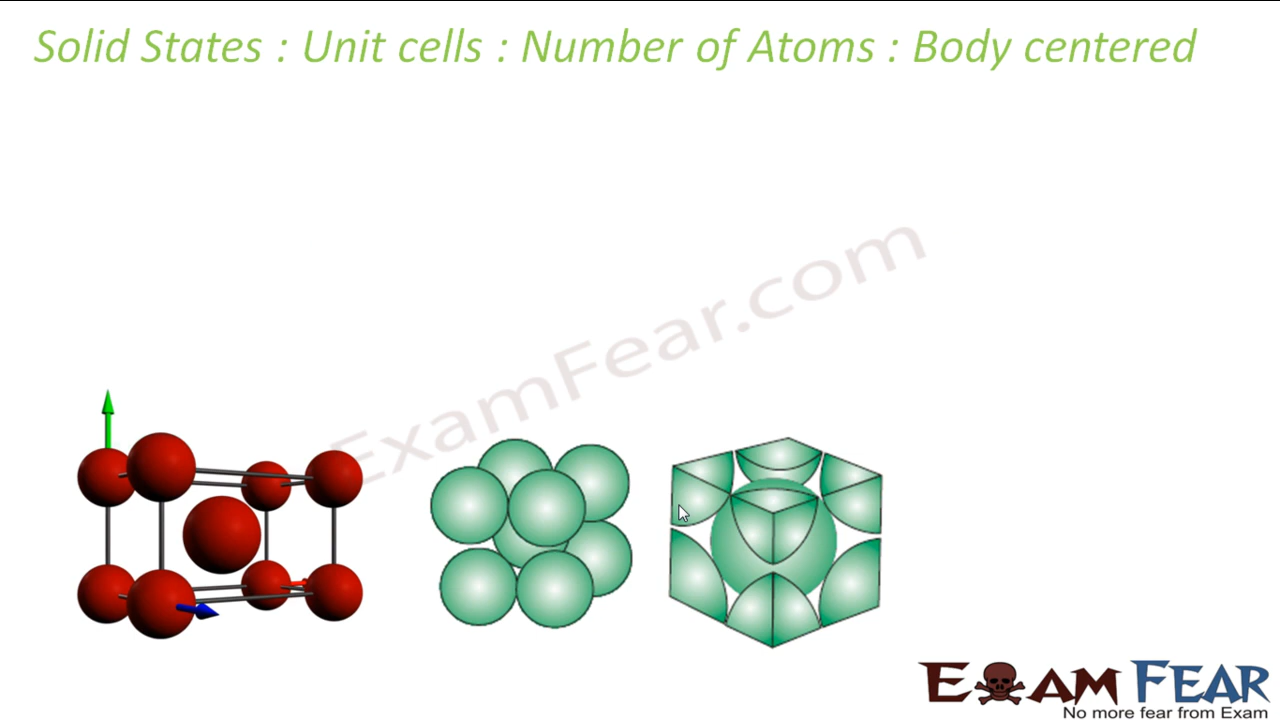 Solid States : Unit cells : Number of Atoms : Body centered
ExamFear.com
EXAM FEAR
No more fear from Exam